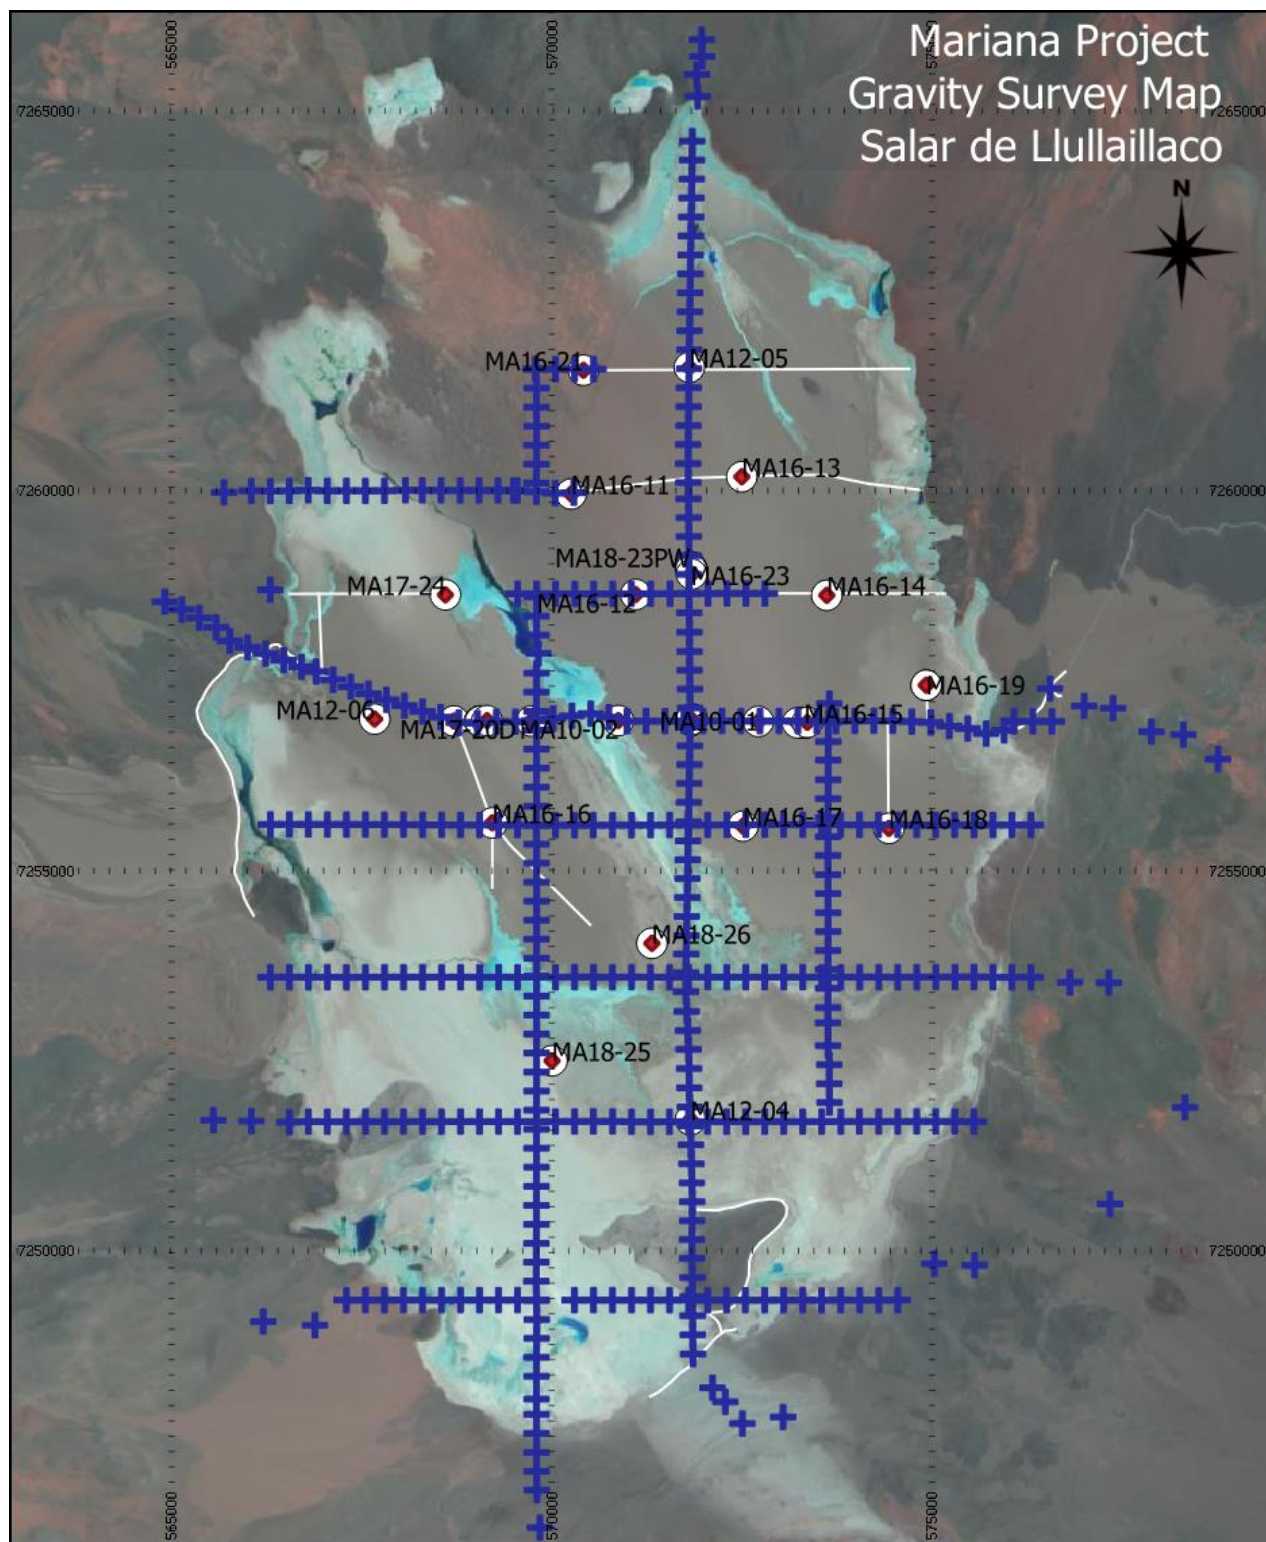 565000
570000
575000
Mariana Project
Gravity Survey Map
Salar de Llullaillaco
7265000
7265000
N
MA16-21
MA12-05
MA16-13
MA16-11
7260000
7260000
MA18-23PW
MA16-23
MA17-24
MA16-12
MA16-14
MA16-19
MA12-06
MA17-20D
MA10-02
MA10-01
MA16-15
MA16-16
MA16-17
MA16-18
7255000
7255000
MA18-26
MA18-25
MA12-04
7250000
7250000
565000
570000
575000